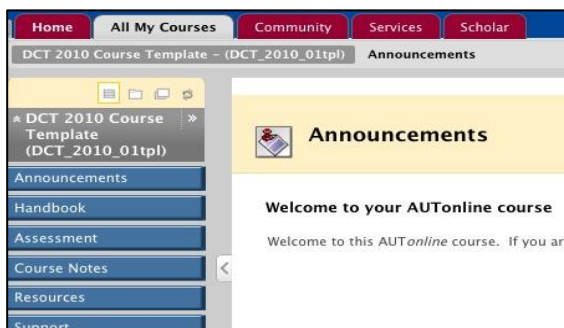 Home All My Courses Community Services Scholar
DCT 2010 Course Template – (DCT_2010_01tpl) Announcements
DCT 2010 Course
Template
(DCT_2010_01tpl)
Announcements
Handbook
Assessment
Course Notes
Resources
Support
Announcements
Welcome to your AUTonline course
Welcome to this AUTonline course. If you ar